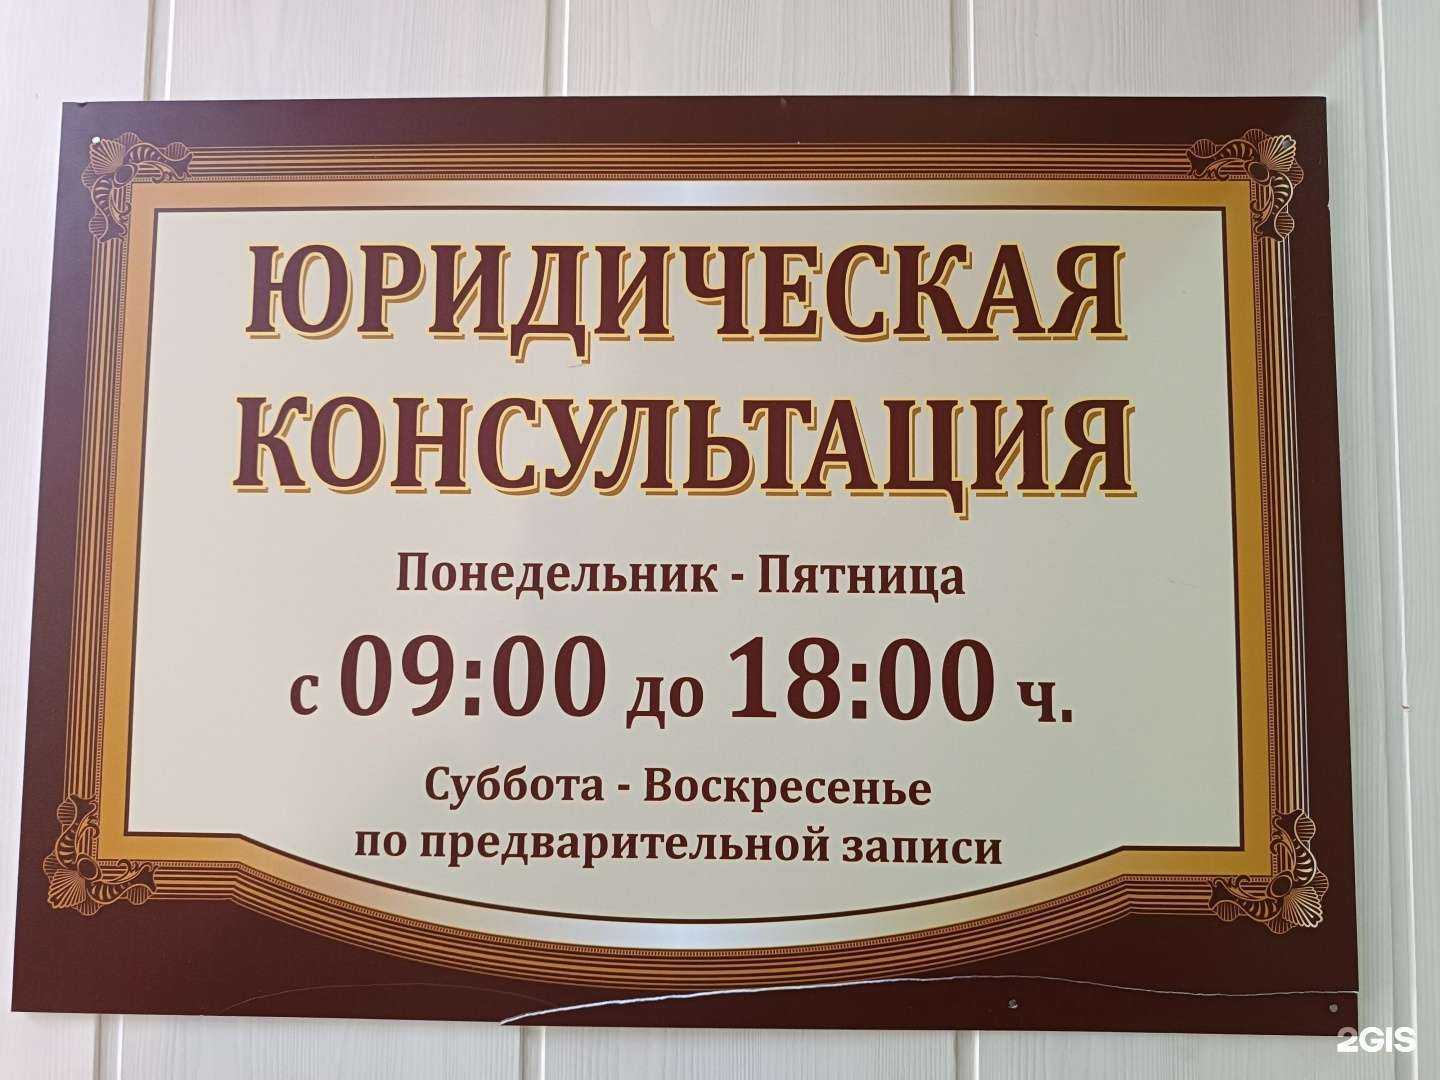 ЮРИДИЧЕСКАЯ
КОНСУЛЬТАЦИЯ
Понедельник - Пятница
с 09:00 до 18:00 ч.
Суббота - Воскресенье
по предварительной записи
2GIS